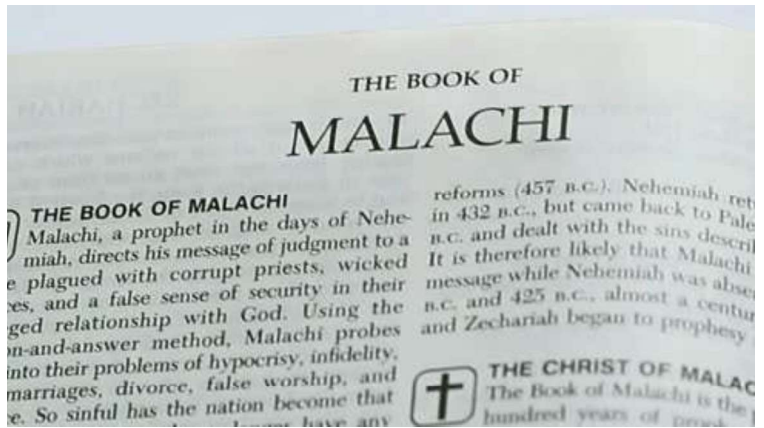 THE BOOK OF
MALACHI
THE BOOK OF MALACHI
Malachi, a prophet in the days of Nehe-
miah, directs his message of judgment to a
plagued with corrupt priests, wicked
and a false sense of security in their
relationship with God. Using the
-and-answer method, Malachi probes
into their problems of hypocrisy, infidelity,
marriages, divorce, false worship, and
So sinful has the nation become that
longer have any
reforms (457 B.C.). Nehemiah
in 432 B.C., but came back to
B.C. and dealt with the sins
It is therefore likely that Malachi
message while Nehemiah was
B.C. and 425 B.C., almost a
and Zechariah began to prophesy
THE CHRIST OF
The Book of Malachi is the
hundred years of